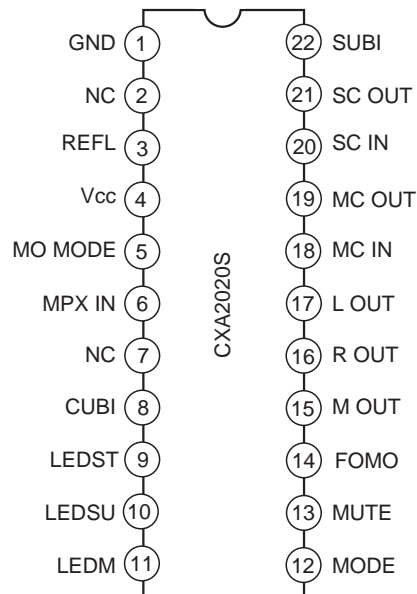 GND 1 22 SUBI
NC 2 21 SC OUT
REFL 3 20 SC IN
Vcc 4 19 MC OUT
MO MODE 5 18 MC IN
MPX IN 6 17 L OUT
CXA2020S
NC 7 16 R OUT
CUBI 8 15 M OUT
LEDST 9 14 FOMO
LEDSU 10 13 MUTE
LEDM 11 12 MODE